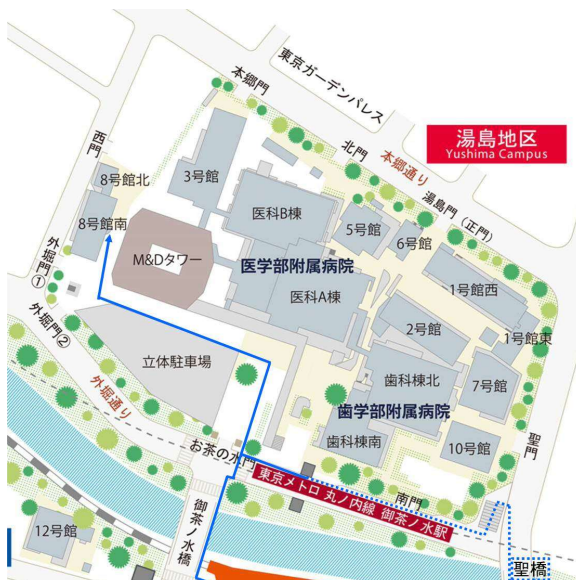 東京ガーデンパレス
本郷門
湯島地区
Yushima Campus
西門
北門
本郷通り
8号館北
3号館
湯島門（正門）
8号館南
医科B棟
5号館
6号館
外堀門①
M&Dタワー
医学部附属病院
1号館西
医科A棟
外堀門②
2号館
1号館東
立体駐車場
歯科棟北
7号館
外堀通り
歯学部附属病院
聖門
お茶の水門
歯科棟南
10号館
東京メトロ 丸ノ内線 御茶ノ水駅
南門
御茶ノ水橋
12号館
聖橋